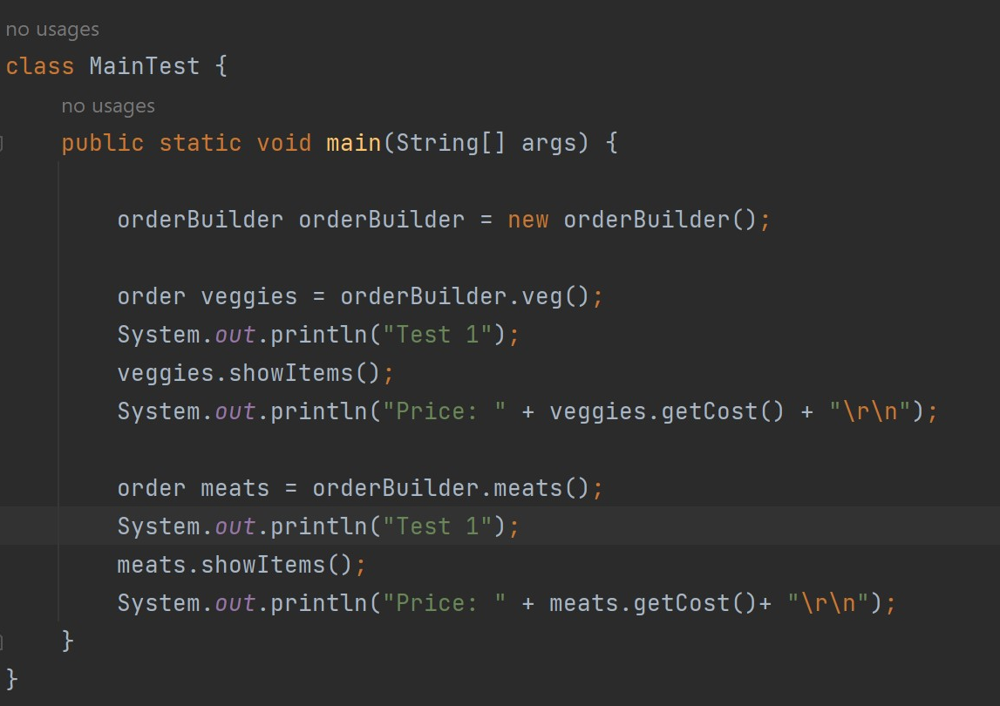 no usages
class MainTest {
no usages
public static void main(String[] args) {
orderBuilder orderBuilder = new orderBuilder();
order veggies = orderBuilder.veg();
System.out.println("Test 1");
veggies.showItems();
System.out.println("Price: " + veggies.getCost() + "\r\n");
order meats = orderBuilder.meats();
System.out.println("Test 1");
meats.showItems();
System.out.println("Price: " + meats.getCost()+ "\r\n");
}
}